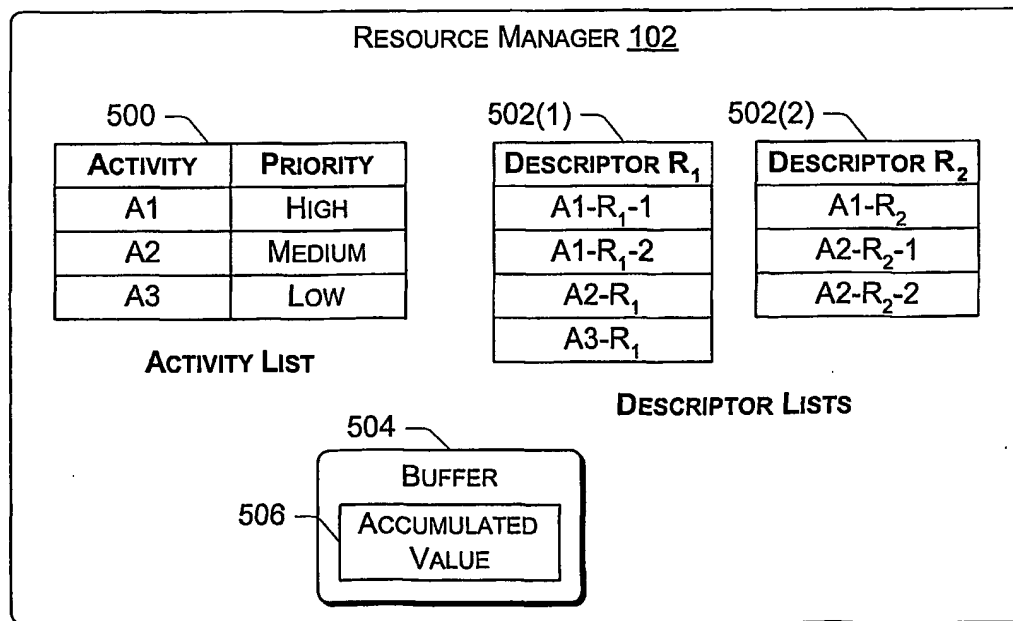 RESOURCE MANAGER 102
500
502(1)
502(2)
ACTIVITY PRIORITY
A1 HIGH
A2 MEDIUM
A3 LOW
ACTIVITY LIST
DESCRIPTOR R₁
A1-R₁-1
A1-R₁-2
A2-R₁
A3-R₁
DESCRIPTOR R₂
A1-R₂
A2-R₂-1
A2-R₂-2
DESCRIPTOR LISTS
504
BUFFER
506
ACCUMULATED
VALUE